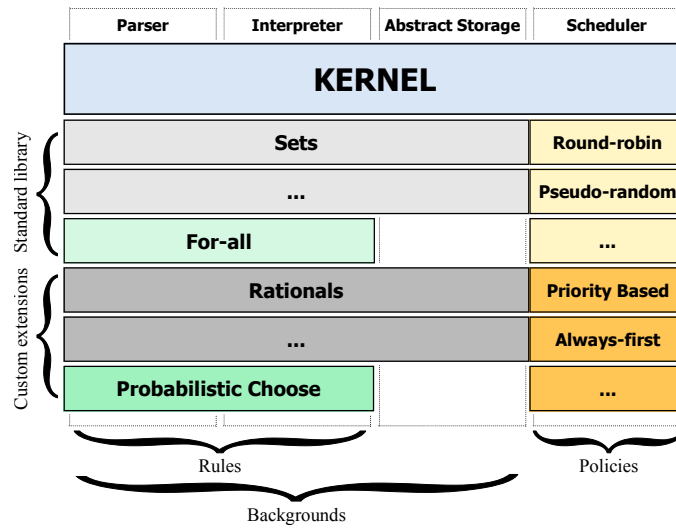 Parser Interpreter Abstract Storage Scheduler
KERNEL
Standard library
Sets Round-robin
... Pseudo-random
For-all ...
Custom extensions
Rationals Priority Based
... Always-first
Probabilistic Choose ...
Rules Policies
Backgrounds